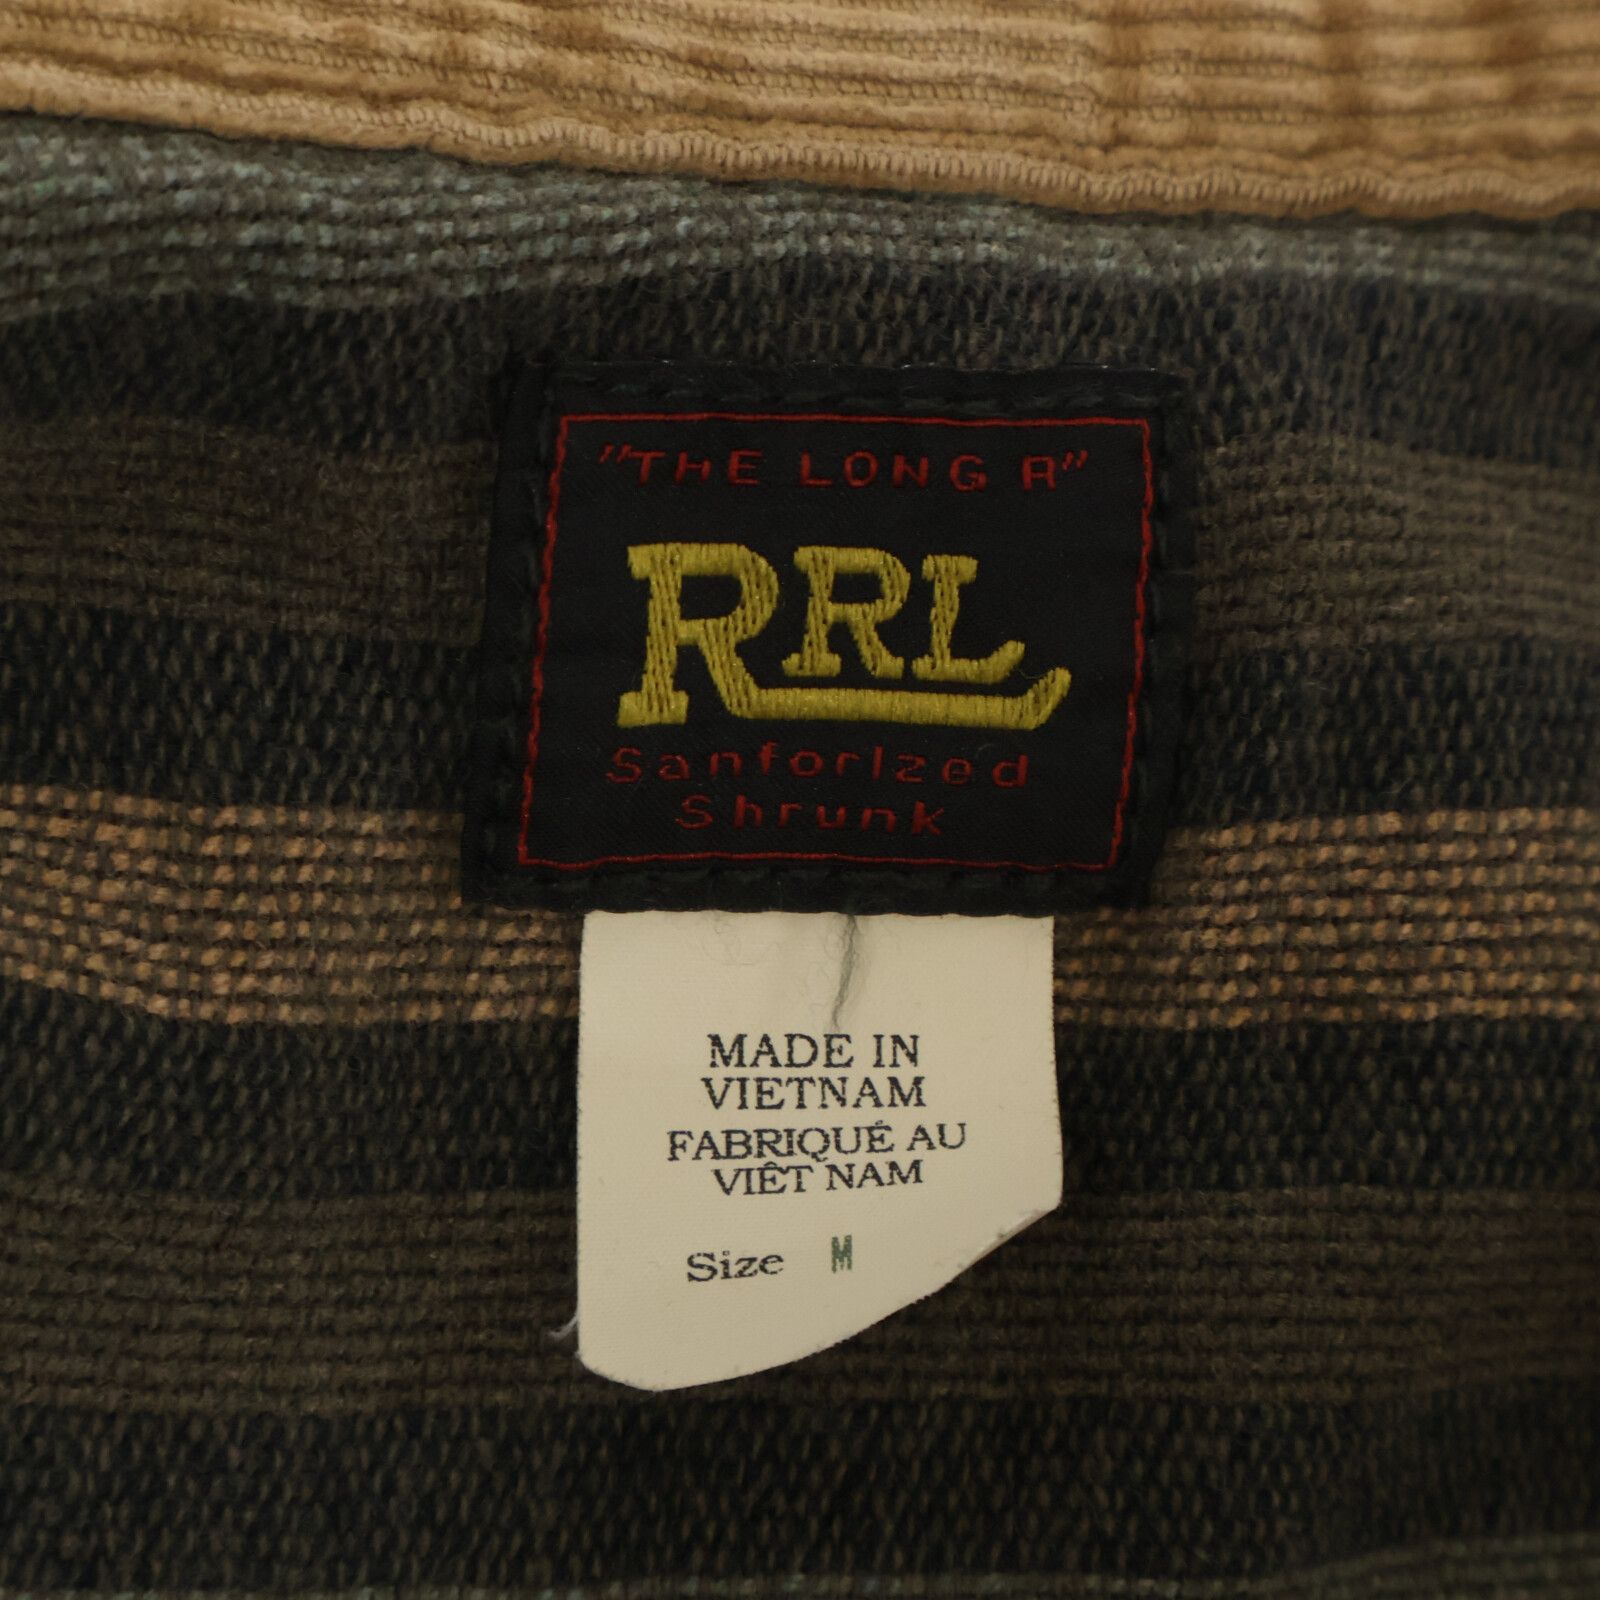 "THE LONG R"
RRL
Sanforized
Shrunk
MADE IN
VIETNAM
FABRIQUÉ AU
VIÊT NAM
Size M